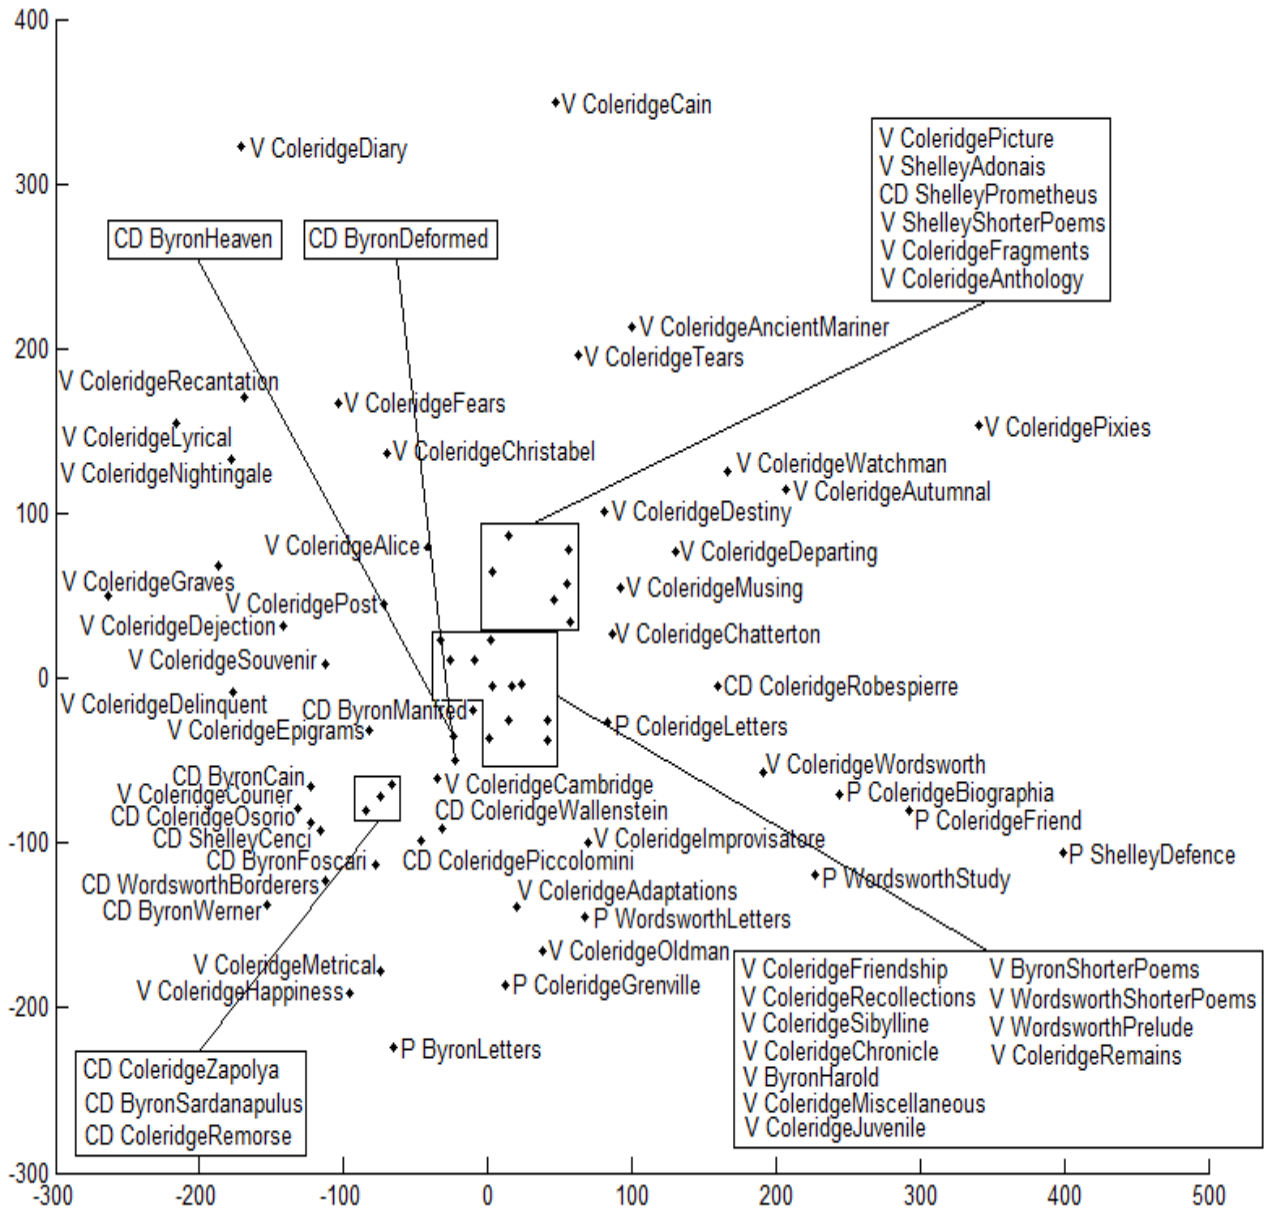 400
V ColeridgeCain
V ColeridgePicture
V ShelleyAdonais
CD ShelleyPrometheus
V ShelleyShorterPoems
V ColeridgeFragments
V ColeridgeAnthology
V ColeridgeDiary
300
CD ByronHeaven
CD ByronDeformed
V ColeridgeAncientMariner
V ColeridgeTears
200
V ColeridgeRecantation
V ColeridgeFears
V ColeridgeLyrical
V ColeridgePixies
V ColeridgeChristabel
V ColeridgeNightingale
V ColeridgeWatchman
V ColeridgeAutumnal
100
V ColeridgeDestiny
V ColeridgeAlice
V ColeridgeDeparting
V ColeridgeGraves
V ColeridgeMusing
V ColeridgePost
V ColeridgeDejection
V ColeridgeChatterton
V ColeridgeSouvenir
0
CD ColeridgeRobespierre
V ColeridgeDelinquent
CD ByronManfred
V ColeridgeEpigrams
P ColeridgeLetters
V ColeridgeWordsworth
CD ByronCain
V ColeridgeCambridge
V ColeridgeCourier
P ColeridgeBiographia
CD ColeridgeOsorio
CD ColeridgeWallenstein
P ColeridgeFriend
-100
CD ShelleyCenci
V ColeridgeImprovisatore
CD ByronFoscari
CD ColeridgePiccolomini
P ShelleyDefence
CD WordsworthBorderers
P WordsworthStudy
V ColeridgeAdaptations
CD ByronWerner
P WordsworthLetters
V ColeridgeOldman
V ColeridgeMetrical
P ColeridgeGrenville
V ColeridgeHappiness
-200
P ByronLetters
V ColeridgeFriendship
V ColeridgeRecollections
V ColeridgeSibylline
V ColeridgeChronicle
V ByronHarold
V ColeridgeMiscellaneous
V ColeridgeJuvenile
V ByronShorterPoems
V WordsworthShorterPoems
V WordsworthPrelude
V ColeridgeRemains
CD ColeridgeZapolya
CD ByronSardanapulus
CD ColeridgeRemorse
-300
-300 -200 -100 0 100 200 300 400 500